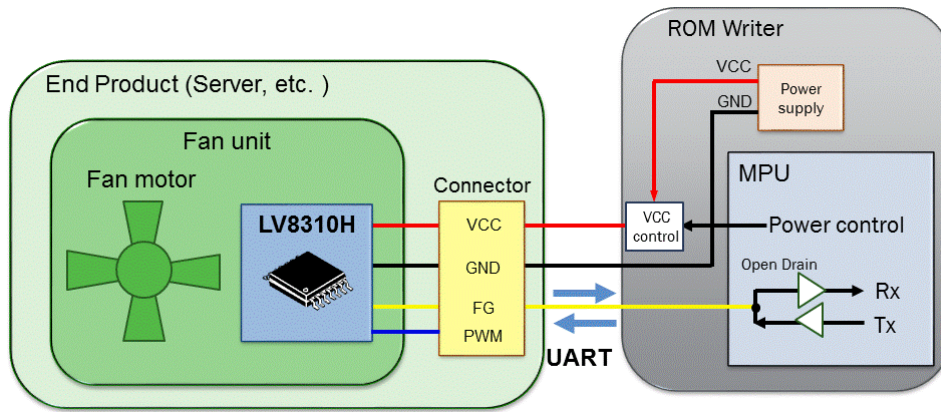 ROM Writer
VCC
GND
Power
supply
End Product (Server, etc. )
Fan unit
Fan motor
LV8310H
Connector
VCC
GND
FG
PWM
VCC
control
MPU
Power control
Open Drain
Rx
Tx
UART